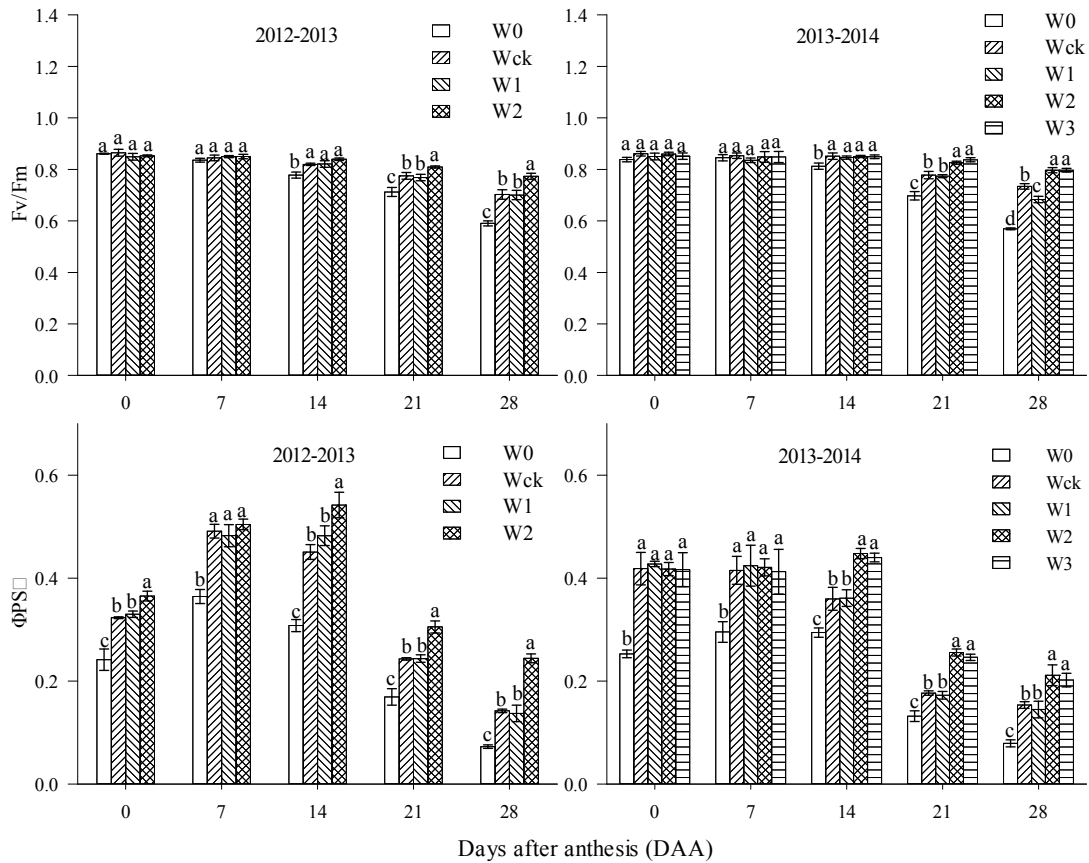 2012-2013
W0
Wck
W1
W2
Fv/Fm
1.4
1.2
1.0
0.8
0.6
0.4
0.2
0.0
a a a a
a a a a
b a a a
c b b a
c b b a
0 7 14 21 28
2013-2014
W0
Wck
W1
W2
W3
1.4
1.2
1.0
0.8
0.6
0.4
0.2
0.0
a a a a a
a a a a a
b a a a a
c b b a a
d b c a a
0 7 14 21 28
2012-2013
W0
Wck
W1
W2
ΦPS□
0.6
0.4
0.2
0.0
c b b a
b a a a
c b b a
c b b a
c b b a
0 7 14 21 28
2013-2014
W0
Wck
W1
W2
W3
0.6
0.4
0.2
0.0
b a a a a
b a a a a
c b b a a
c b b a a
c b b a a
0 7 14 21 28
Days after anthesis (DAA)